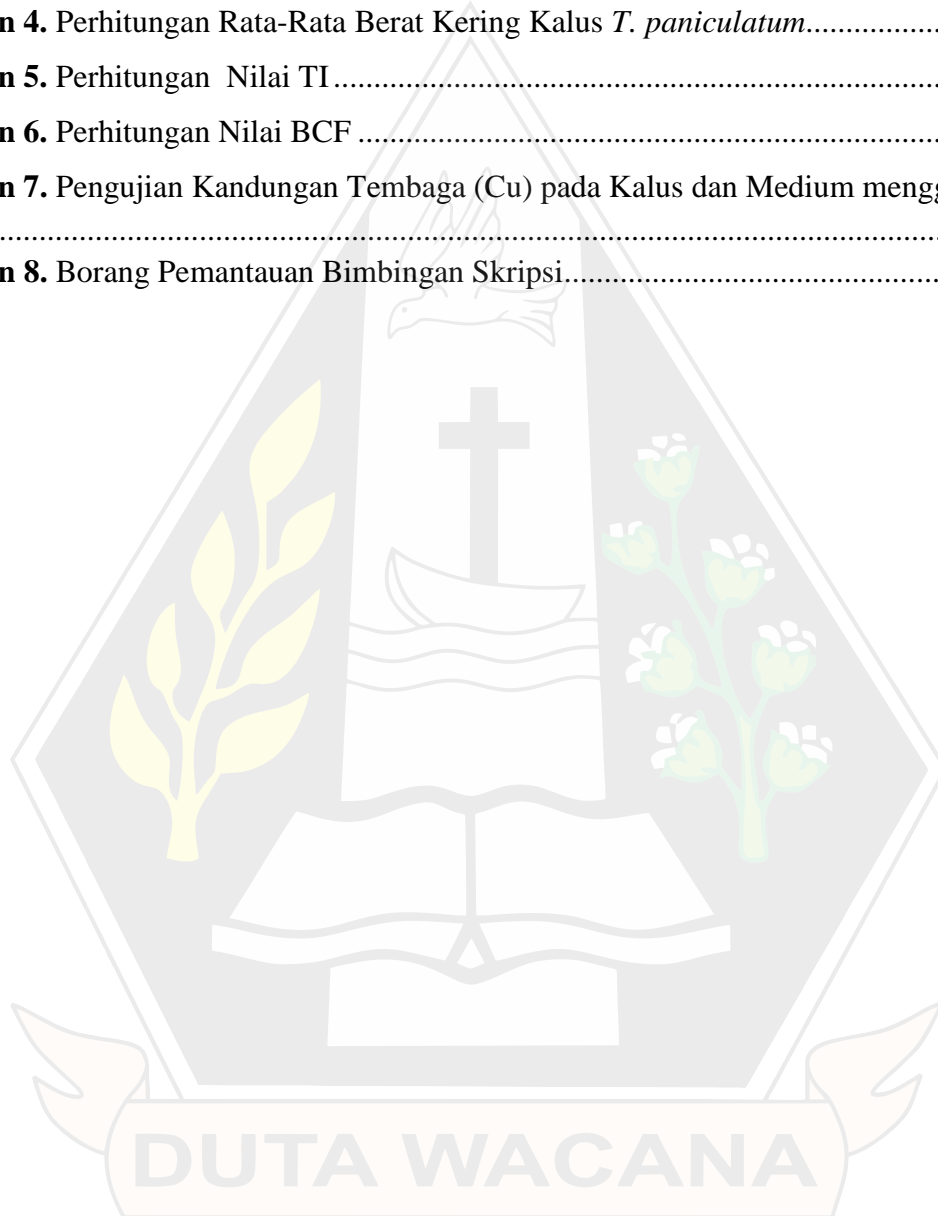 n 4. Perhitungan Rata-Rata Berat Kering Kalus T. paniculatum..................
n 5. Perhitungan  Nilai TI..........................................................................
n 6. Perhitungan Nilai BCF.......................................................................
n 7. Pengujian Kandungan Tembaga (Cu) pada Kalus dan Medium mengg
.....................................................................................................................
n 8. Borang Pemantauan Bimbingan Skripsi..............................................
DUTA WACANA